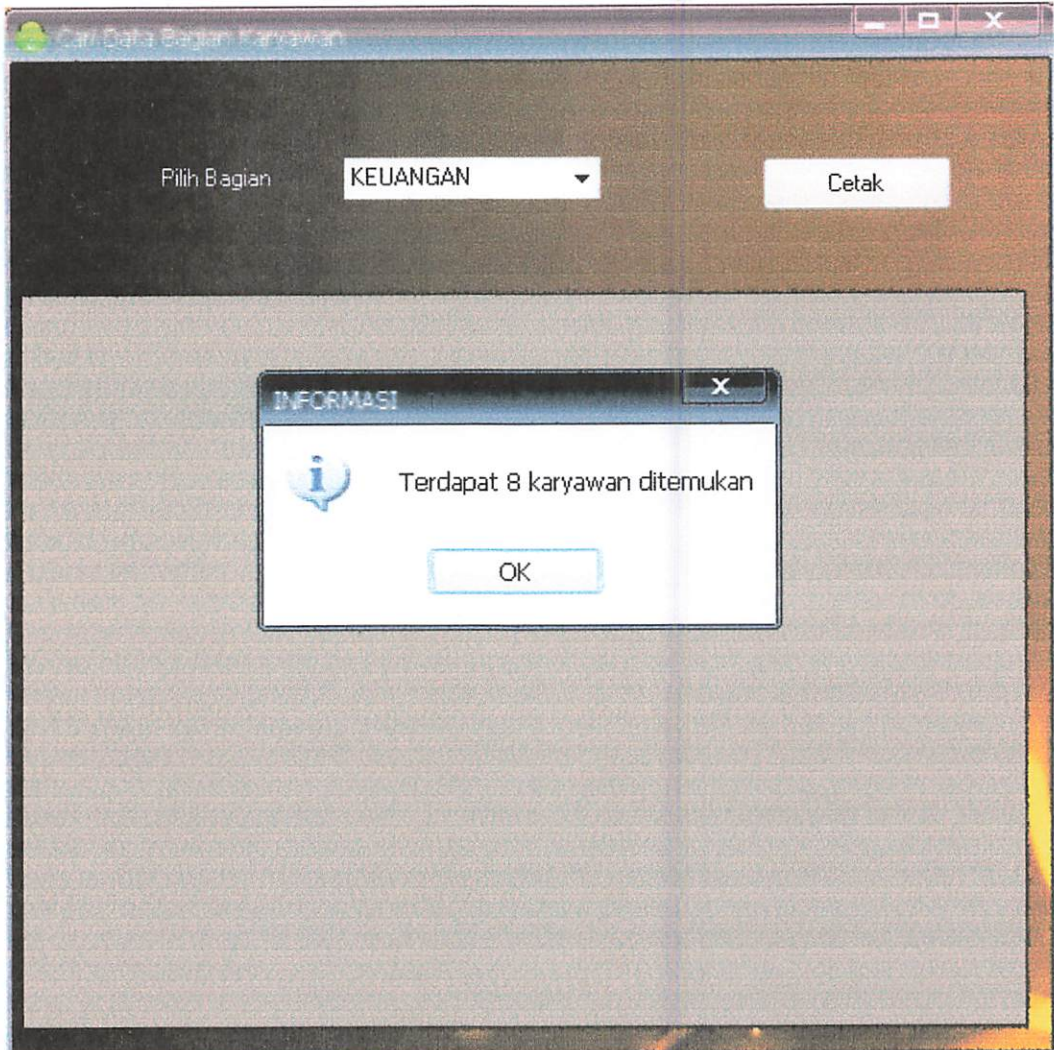 Cari Data Bagian Karyawan
Pilih Bagian
KEUANGAN
Cetak
INFORMASI
Terdapat 8 karyawan ditemukan
OK